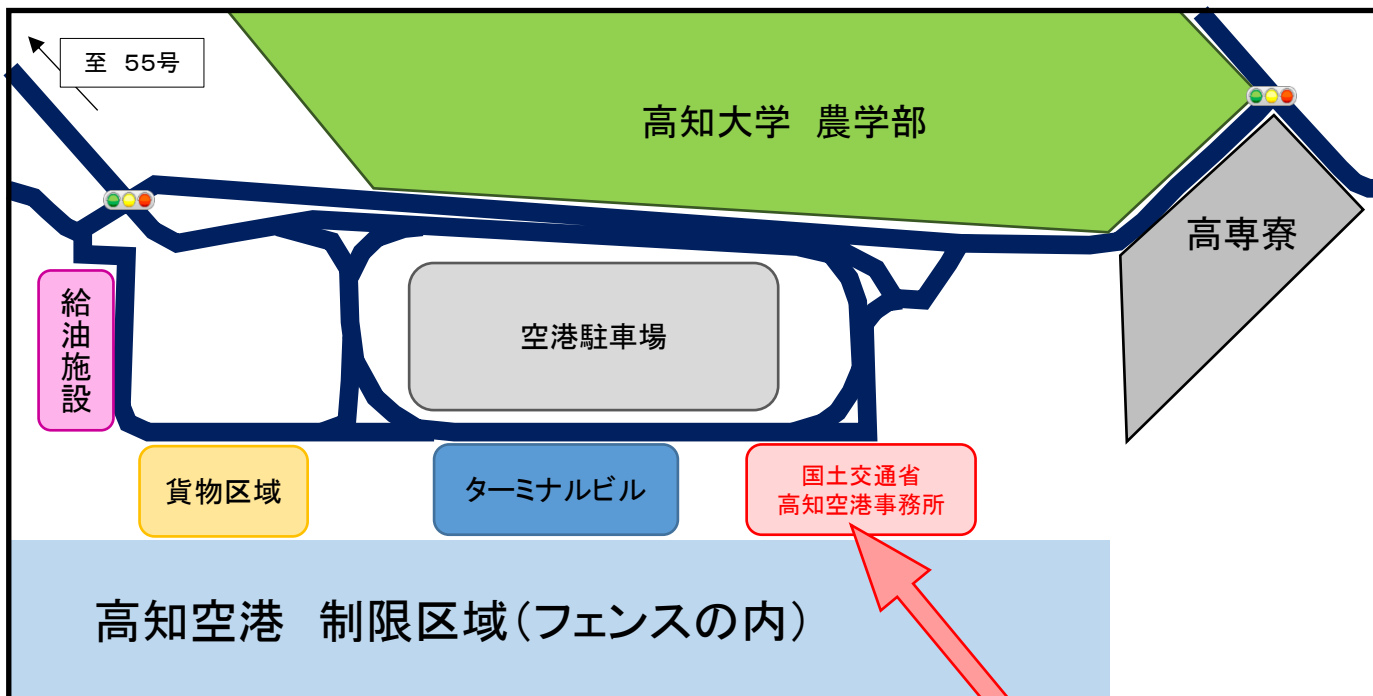 至 55号
高知大学 農学部
高専寮
給油施設
空港駐車場
貨物区域
ターミナルビル
国土交通省
高知空港事務所
高知空港 制限区域(フェンスの内)